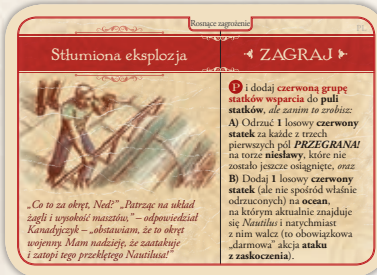 Rosnące zagrożenie
PL
Stłumiona eksplozja
ZAGRAJ
P i dodaj czerwoną grupę
statków wsparcia do puli
statków, ale zanim to zrobisz:
A) Odrzuć 1 losowy czerwony
statek za każde z trzech
pierwszych pól PRZEGRANA!
na torze niesławy, które nie
zostało jeszcze osiągnięte, oraz
B) Dodaj 1 losowy czerwony
statek (ale nie spośród właśnie
odrzuconych) na ocean,
na którym aktualnie znajduje
się Nautilus i natychmiast
z nim walcz (to obowiązkowa
„darmowa” akcja ataku
z zaskoczenia).
„Co to za okręt, Ned?” „Patrząc na układ
żagli i wysokość masztów,” – odpowiedział
Kanadyjczyk – „obstawiam, że to okręt
wojenny. Mam nadzieję, że zaatakuje
i zatopi tego przeklętego Nautilusa!”